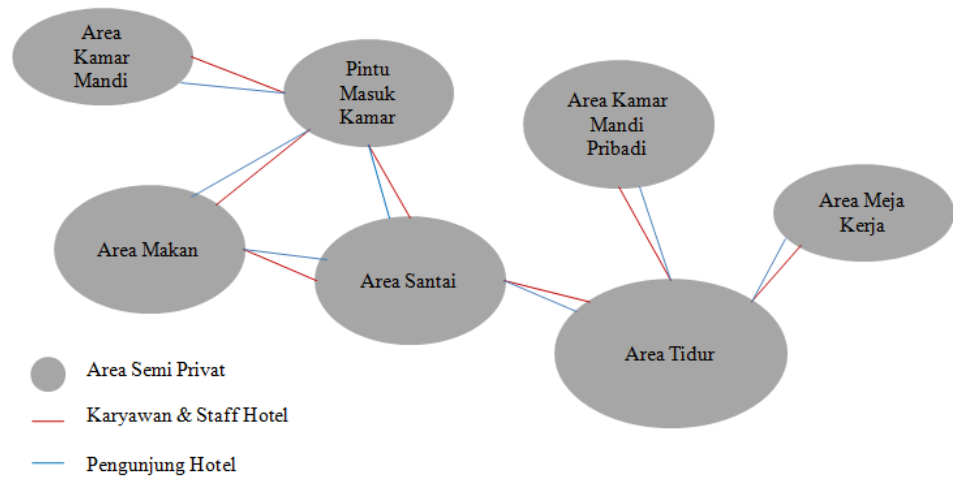 Area
Kamar
Mandi
Pintu
Masuk
Kamar
Area Kamar
Mandi
Pribadi
Area Meja
Kerja
Area Makan
Area Santai
Area Tidur
Area Semi Privat
Karyawan & Staff Hotel
Pengunjung Hotel